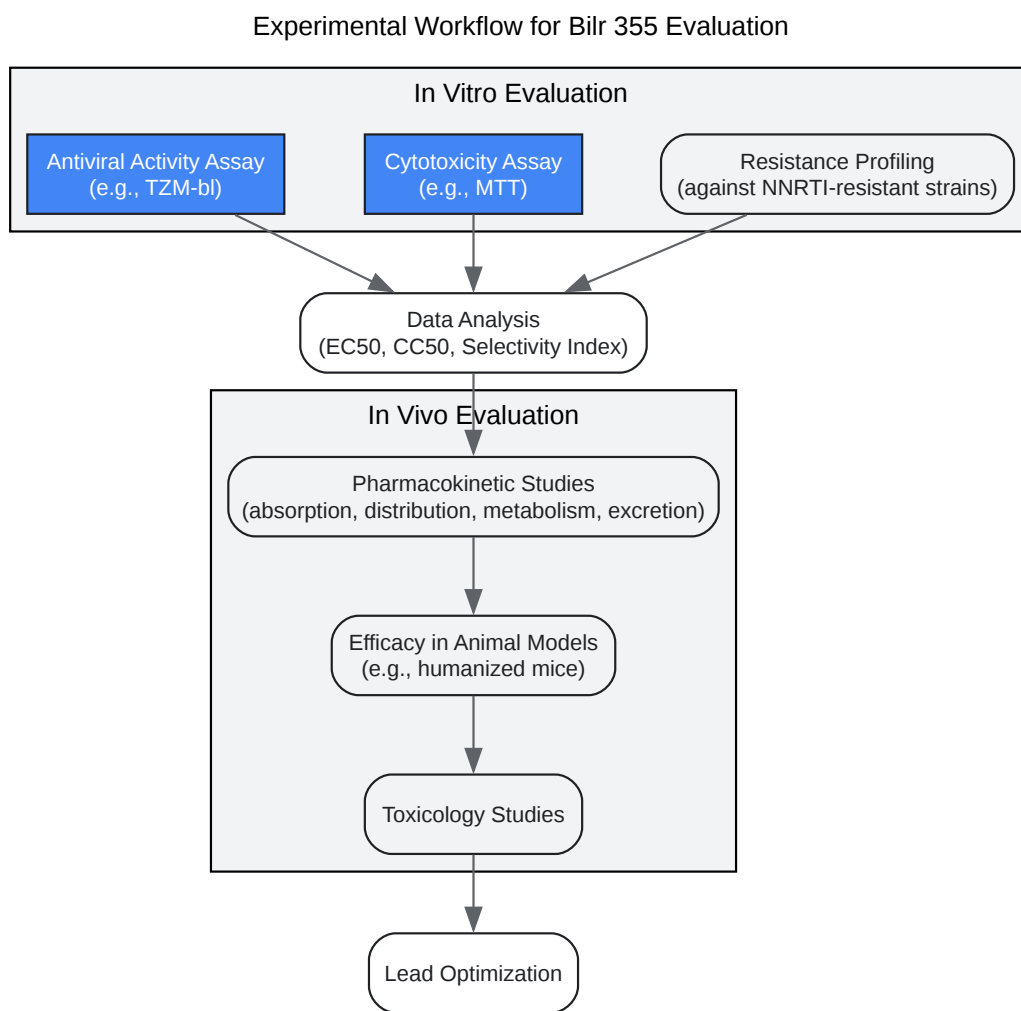 Experimental Workflow for Bilr 355 Evaluation
In Vitro Evaluation
Antiviral Activity Assay
(e.g., TZM-bl)
Cytotoxicity Assay
(e.g., MTT)
Resistance Profiling
(against NNRTI-resistant strains)
Data Analysis
(EC50, CC50, Selectivity Index)
In Vivo Evaluation
Pharmacokinetic Studies
(absorption, distribution, metabolism, excretion)
Efficacy in Animal Models
(e.g., humanized mice)
Toxicology Studies
Lead Optimization